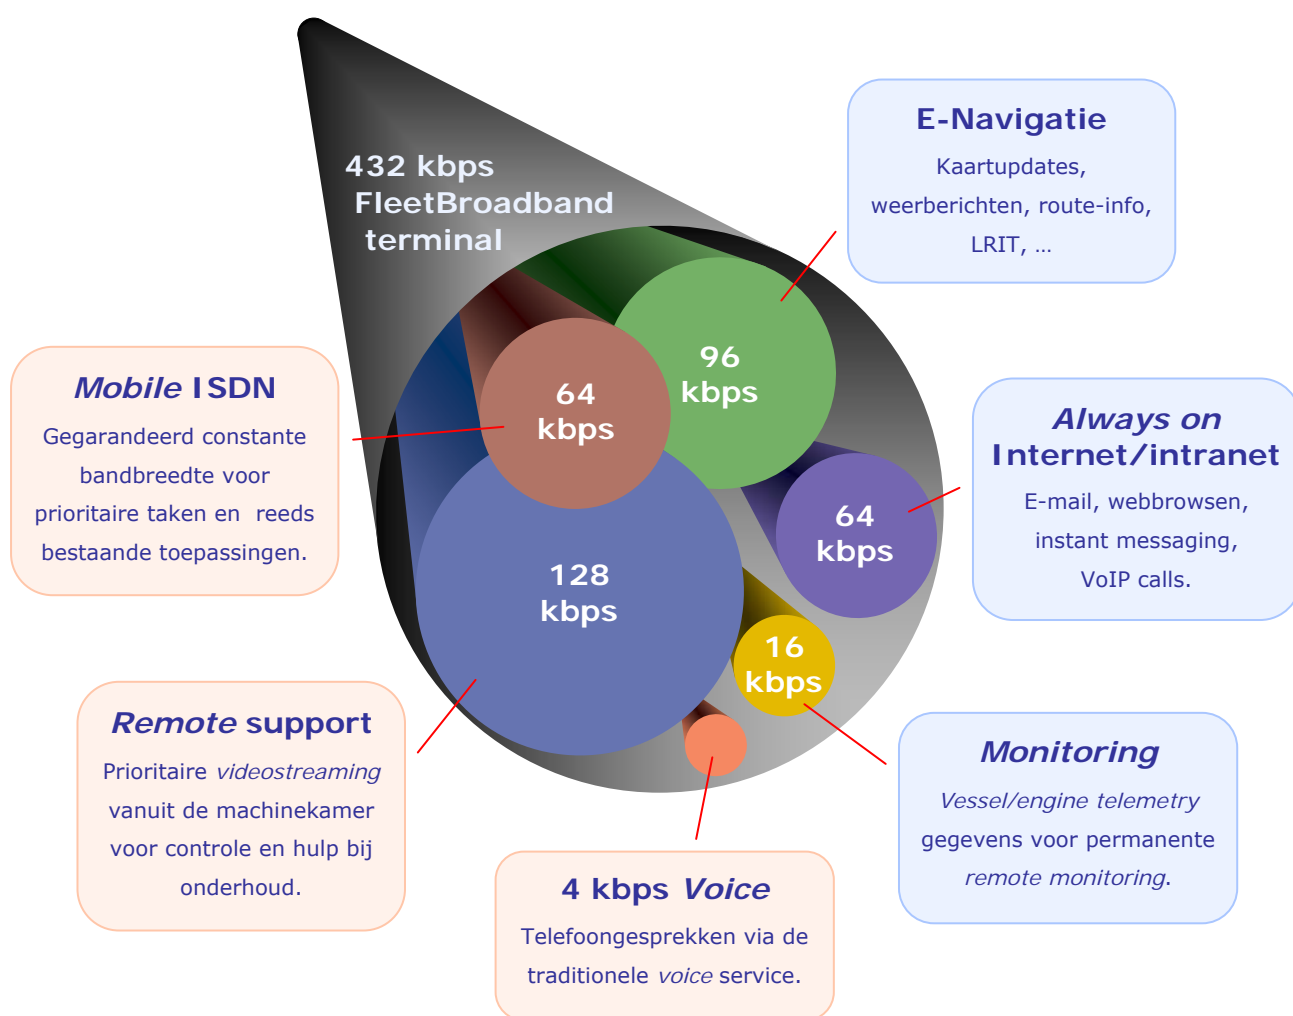 432 kbps
FleetBroadband
terminal
E-Navigatie
Kaartupdates,
weerberichten, route-info,
LRIT, …
96
kbps
64
kbps
Mobile ISDN
Gegarandeerd constante
bandbreedte voor
prioritaire taken en reeds
bestaande toepassingen.
Always on
Internet/intranet
E-mail, webbrowsen,
instant messaging,
VoIP calls.
64
kbps
128
kbps
16
kbps
Remote support
Prioritaire videostreaming
vanuit de machinekamer
voor controle en hulp bij
onderhoud.
Monitoring
Vessel/engine telemetry
gegevens voor permanente
remote monitoring.
4 kbps Voice
Telefoongesprekken via de
traditionele voice service.